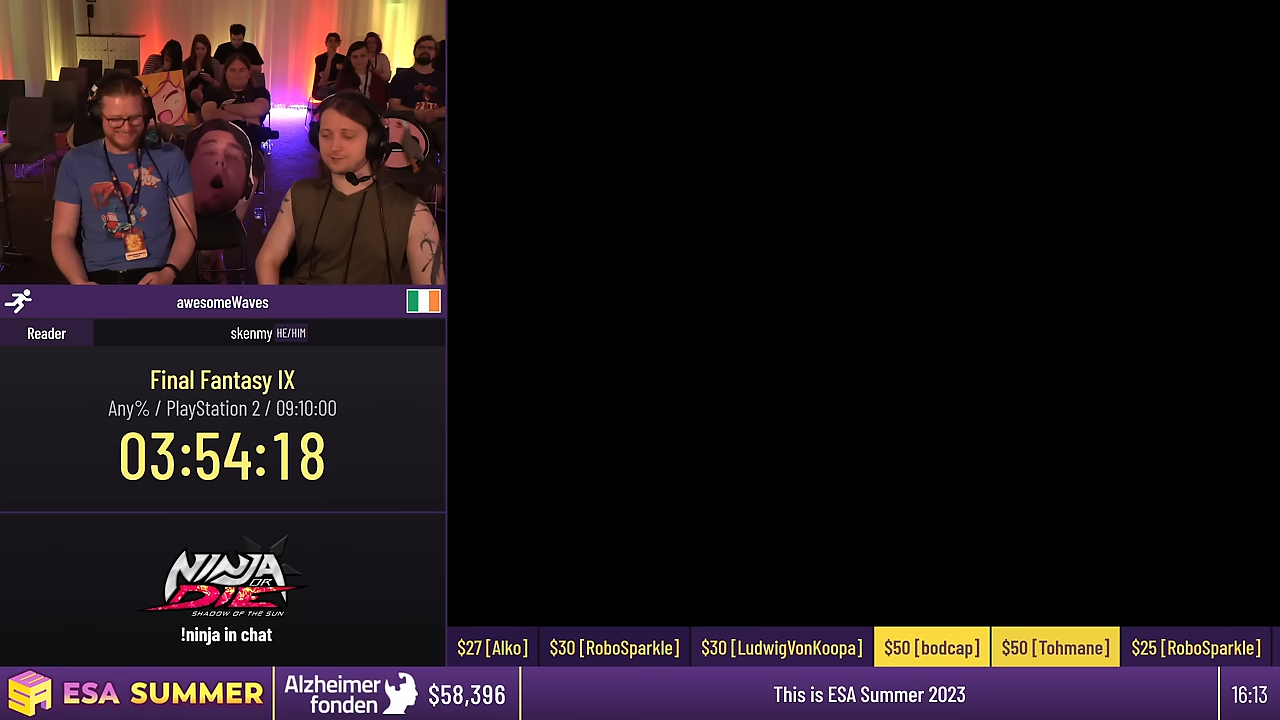 awesomeWaves
Reader
skenmy HE/HIM
Final Fantasy IX
Any% / PlayStation 2 / 09:10:00
03:54:18
NINJA
OR
DIE
SHADOW OF THE SUN
!ninja in chat
$27 [Alko]
$30 [RoboSparkle]
$30 [LudwigVonKoopa]
$50 [bodcap]
$50 [Tohmane]
$25 [RoboSparkle]
ESA SUMMER
Alzheimer
fonden
$58,396
This is ESA Summer 2023
16:13